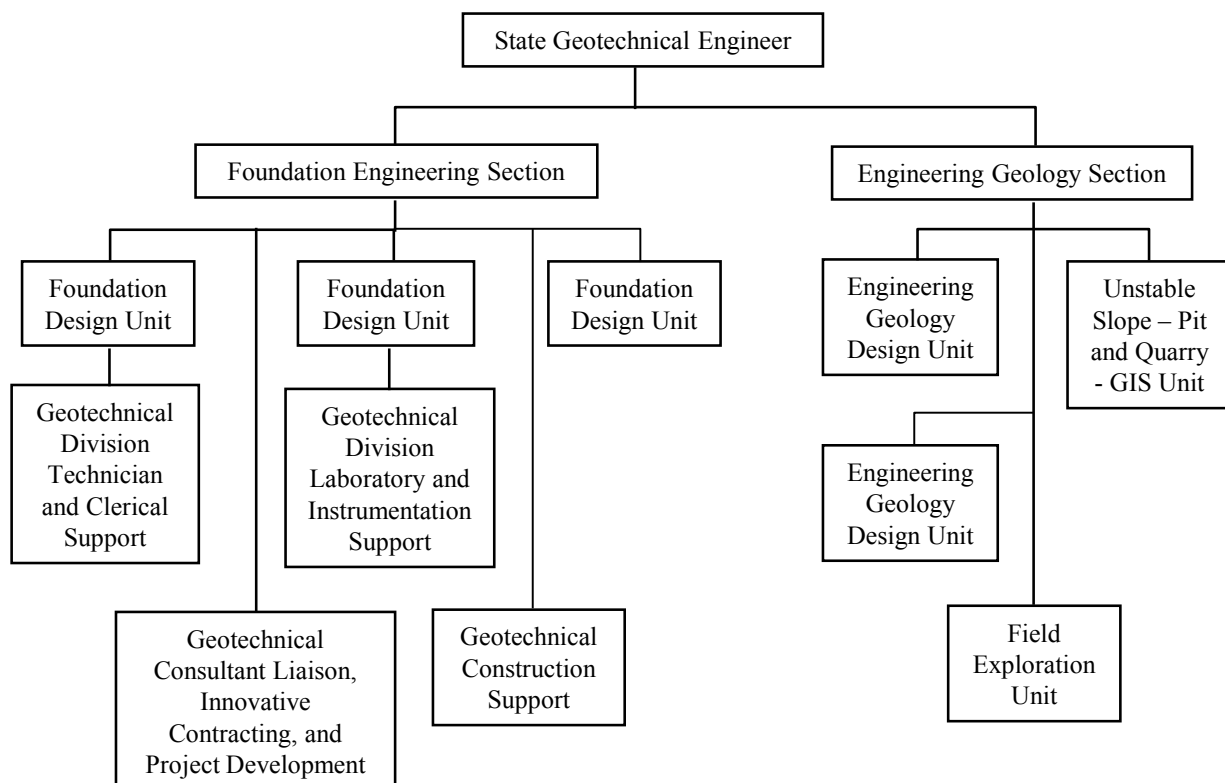 State Geotechnical Engineer
Foundation Engineering Section
Engineering Geology Section
Foundation
Design Unit
Foundation
Design Unit
Foundation
Design Unit
Engineering
Geology
Design Unit
Unstable
Slope – Pit
and Quarry
- GIS Unit
Geotechnical
Division
Technician
and Clerical
Support
Geotechnical
Division
Laboratory and
Instrumentation
Support
Engineering
Geology
Design Unit
Geotechnical
Consultant Liaison,
Innovative
Contracting, and
Project Development
Geotechnical
Construction
Support
Field
Exploration
Unit